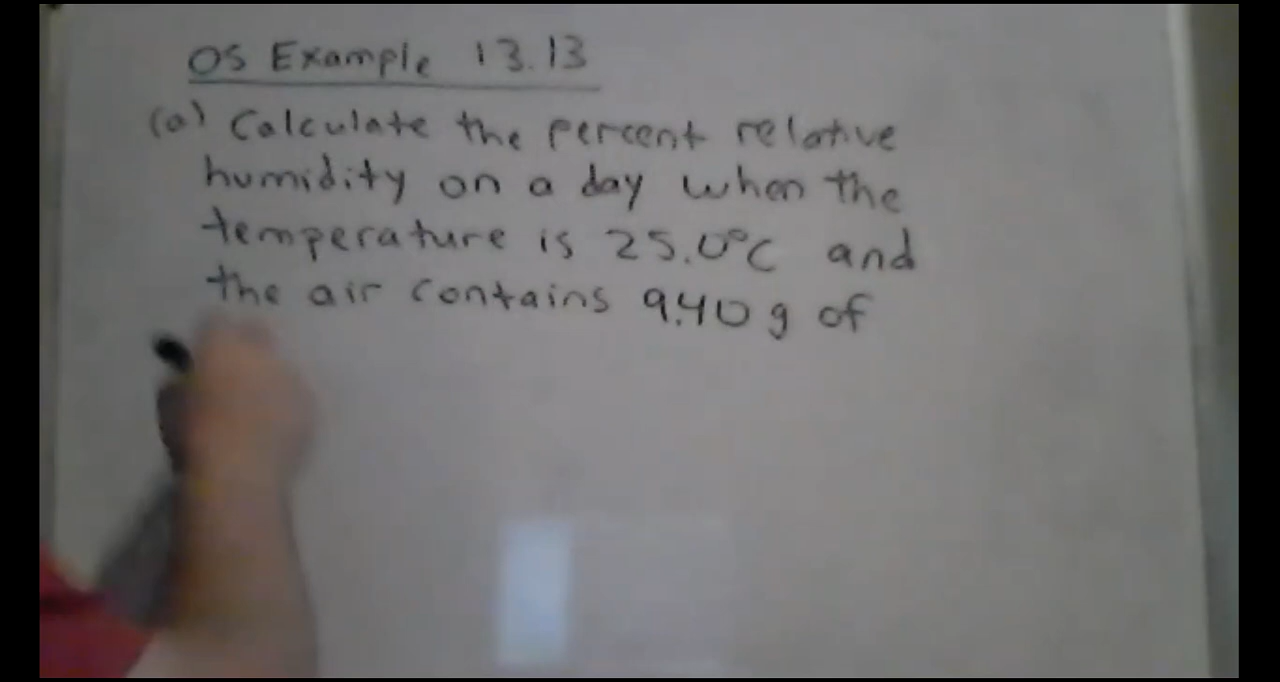 OS Example 13.13
(a) Calculate the percent relative
humidity on a day when the
temperature is 25.0°C and
the air contains 9.40 g of